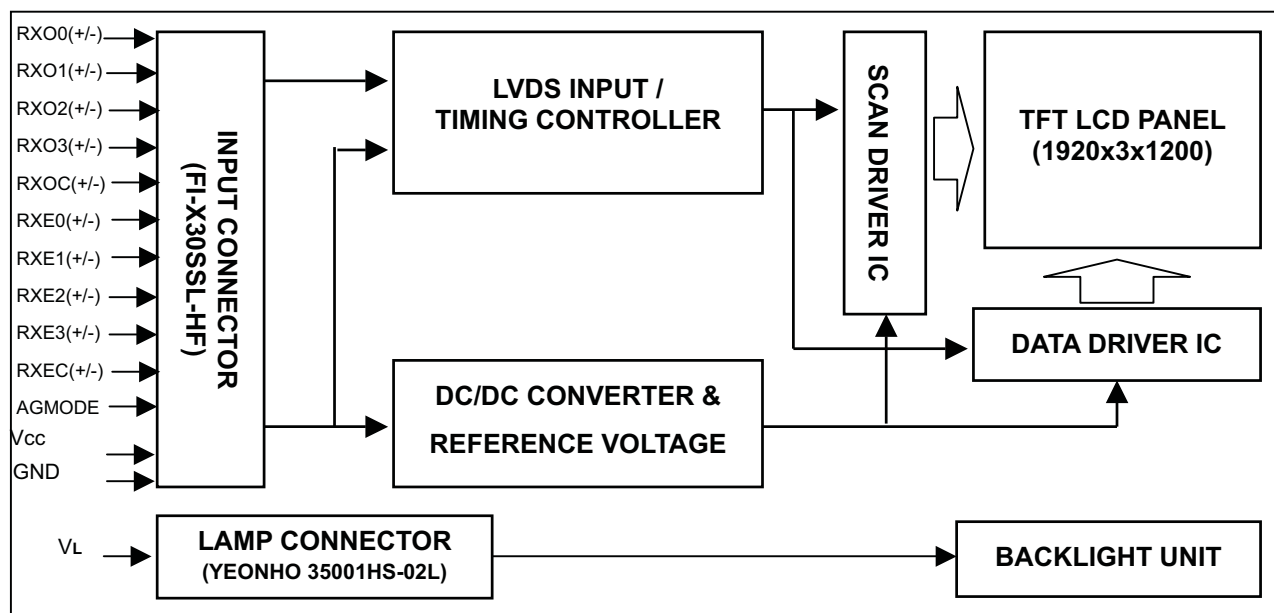 RXO0(+/-)
RXO1(+/-)
RXO2(+/-)
RXO3(+/-)
RXOC(+/-)
RXE0(+/-)
RXE1(+/-)
RXE2(+/-)
RXE3(+/-)
RXEC(+/-)
AGMODE
Vcc
GND
INPUT CONNECTOR
(FI-X30SSL-HF)
LVDS INPUT /
TIMING CONTROLLER
SCAN DRIVER IC
TFT LCD PANEL
(1920x3x1200)
DATA DRIVER IC
DC/DC CONVERTER &
REFERENCE VOLTAGE
VL
LAMP CONNECTOR
(YEONHO 35001HS-02L)
BACKLIGHT UNIT